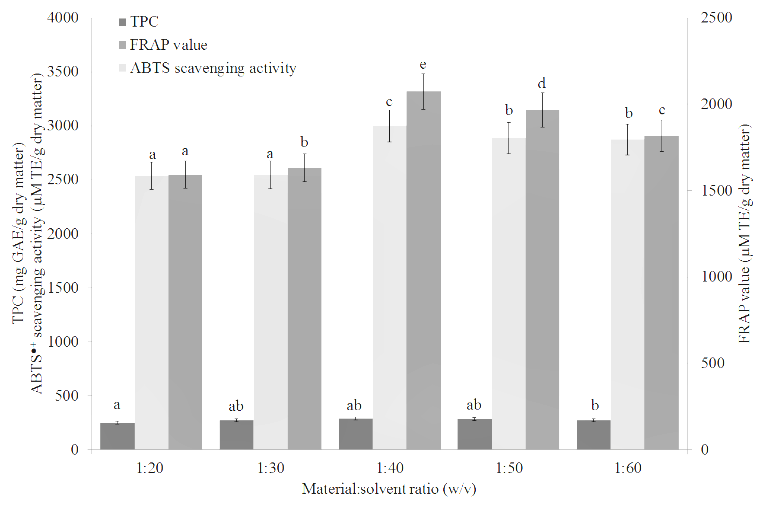 TPC
FRAP value
ABTS scavenging activity
4000
3500
3000
2500
2000
1500
1000
500
0
TPC (mg GAE/g dry matter)
ABTS•+ scavenging activity (µM TE/g dry matter)
2500
2000
1500
1000
500
0
FRAP value (µM TE/g dry matter)
a a a
ab a b
ab c e
ab b d
b b c
1:20 1:30 1:40 1:50 1:60
Material:solvent ratio (w/v)